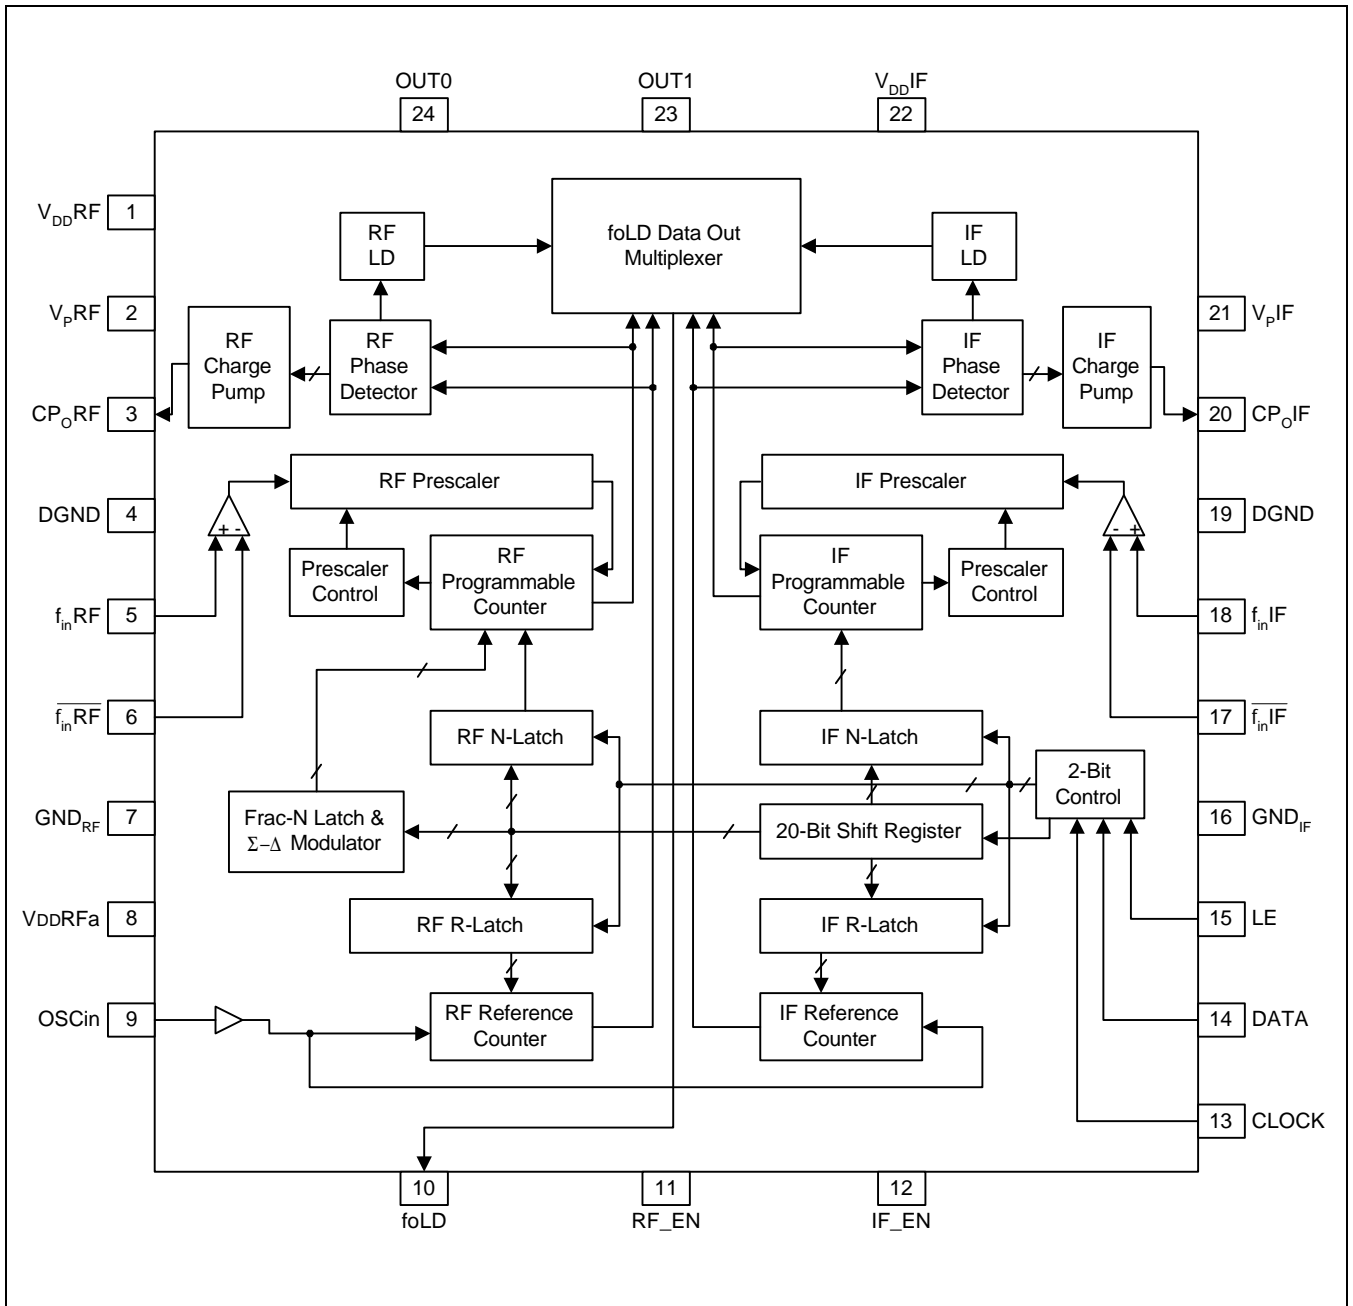 OUT0
OUT1
VDDIF
24
23
22
VDDRF 1
RF
LD
foLD Data Out
Multiplexer
IF
LD
VPRF 2
21 VPIF
RF
Charge
Pump
RF
Phase
Detector
IF
Phase
Detector
IF
Charge
Pump
CPORF 3
20 CPOIF
RF Prescaler
IF Prescaler
DGND 4
+ -
- +
19 DGND
Prescaler
Control
RF
Programmable
Counter
IF
Programmable
Counter
Prescaler
Control
finRF 5
18 finIF
finRF 6
17 finIF
RF N-Latch
IF N-Latch
2-Bit
Control
GNDRF 7
Frac-N Latch &
Σ−Δ Modulator
20-Bit Shift Register
16 GNDIF
VDDRFa 8
RF R-Latch
IF R-Latch
15 LE
OSCin 9
RF Reference
Counter
IF Reference
Counter
14 DATA
13 CLOCK
10
11
12
foLD
RF_EN
IF_EN